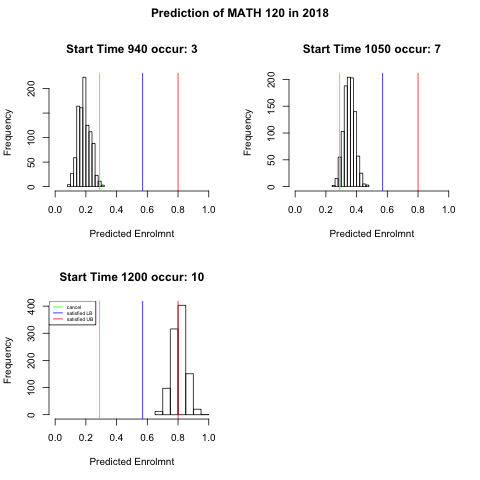 Prediction of MATH 120 in 2018
Start Time 940 occur: 3
Frequency
0 50 100 200
0.0 0.2 0.4 0.6 0.8 1.0
Predicted Enrolmnt
Start Time 1050 occur: 7
Frequency
0 50 100 150 200
0.0 0.2 0.4 0.6 0.8 1.0
Predicted Enrolmnt
Start Time 1200 occur: 10
cancel
satisfied LB
satisfied UB
Frequency
0 100 200 300 400
0.0 0.2 0.4 0.6 0.8 1.0
Predicted Enrolmnt